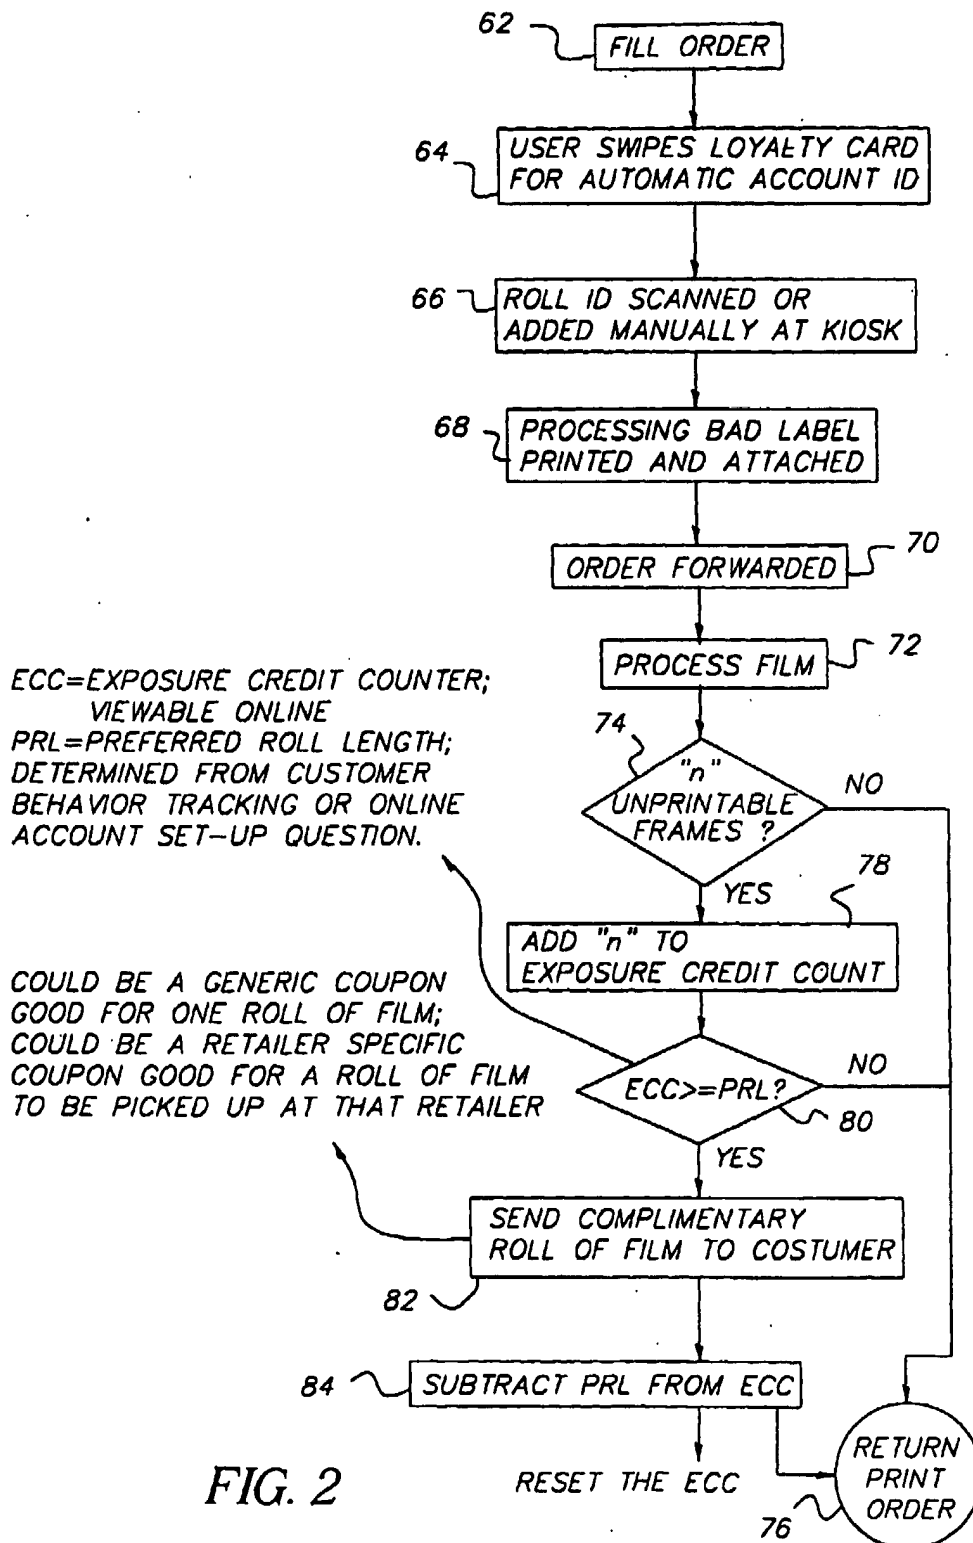 62
FILL ORDER
64
USER SWIPES LOYALTY CARD
FOR AUTOMATIC ACCOUNT ID
66
ROLL ID SCANNED OR
ADDED MANUALLY AT KIOSK
68
PROCESSING BAD LABEL
PRINTED AND ATTACHED
70
ORDER FORWARDED
72
PROCESS FILM
ECC=EXPOSURE CREDIT COUNTER;
VIEWABLE ONLINE
PRL=PREFERRED ROLL LENGTH;
DETERMINED FROM CUSTOMER
BEHAVIOR TRACKING OR ONLINE
ACCOUNT SET-UP QUESTION.
74
"n"
UNPRINTABLE
FRAMES ?
NO
YES
78
ADD "n" TO
EXPOSURE CREDIT COUNT
COULD BE A GENERIC COUPON
GOOD FOR ONE ROLL OF FILM;
COULD BE A RETAILER SPECIFIC
COUPON GOOD FOR A ROLL OF FILM
TO BE PICKED UP AT THAT RETAILER
ECC>=PRL?
NO
80
YES
SEND COMPLIMENTARY
ROLL OF FILM TO COSTUMER
82
84
SUBTRACT PRL FROM ECC
RESET THE ECC
RETURN
PRINT
ORDER
76
FIG. 2